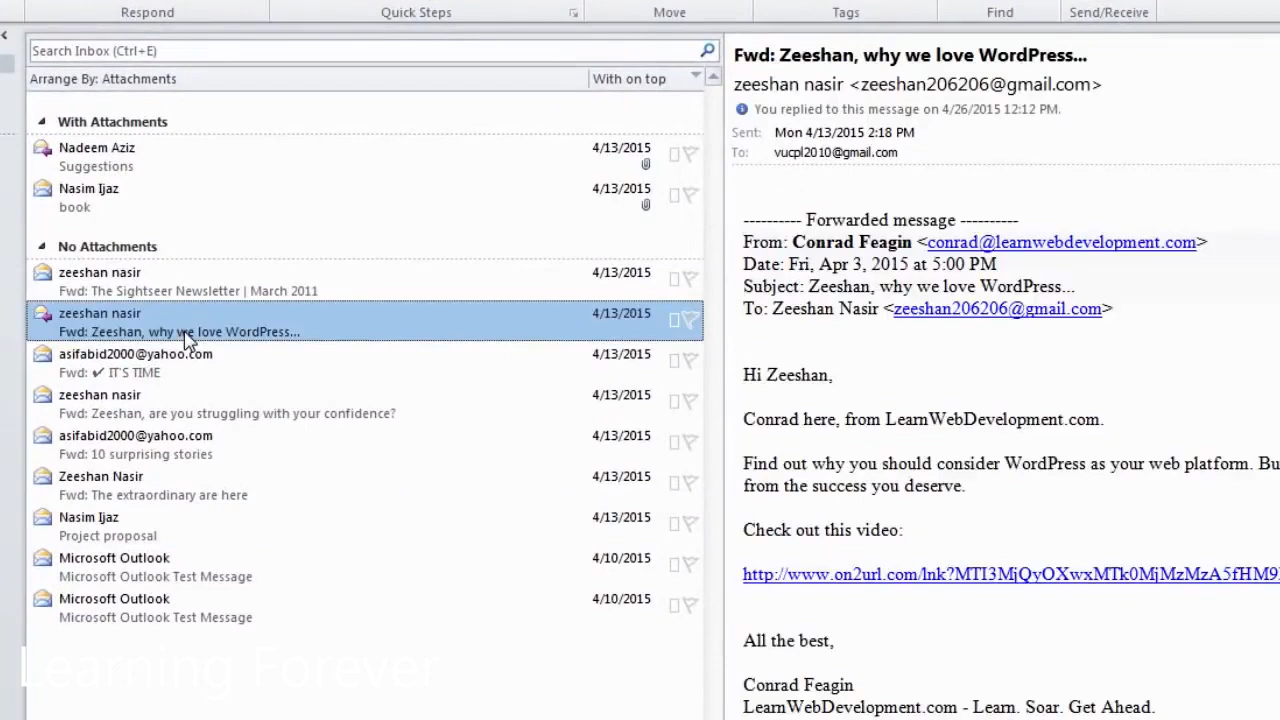 Respond Quick Steps Move Tags Find Send/Receive
Search Inbox (Ctrl+E)
Arrange By: Attachments With on top
With Attachments
Nadeem Aziz 4/13/2015
Suggestions
Nasim Ijaz 4/13/2015
book
No Attachments
zeeshan nasir 4/13/2015
Fwd: The Sightseer Newsletter | March 2011
zeeshan nasir 4/13/2015
Fwd: Zeeshan, why we love WordPress...
asifabid2000@yahoo.com 4/13/2015
Fwd: ✔ IT'S TIME
zeeshan nasir 4/13/2015
Fwd: Zeeshan, are you struggling with your confidence?
asifabid2000@yahoo.com 4/13/2015
Fwd: 10 surprising stories
Zeeshan Nasir 4/13/2015
Fwd: The extraordinary are here
Nasim Ijaz 4/13/2015
Project proposal
Microsoft Outlook 4/10/2015
Microsoft Outlook Test Message
Microsoft Outlook 4/10/2015
Microsoft Outlook Test Message
Learning Forever
Fwd: Zeeshan, why we love WordPress...
zeeshan nasir <zeeshan206206@gmail.com>
You replied to this message on 4/26/2015 12:12 PM.
Sent: Mon 4/13/2015 2:18 PM
To: vucpl2010@gmail.com
---------- Forwarded message ----------
From: Conrad Feagin <conrad@learnwebdevelopment.com>
Date: Fri, Apr 3, 2015 at 5:00 PM
Subject: Zeeshan, why we love WordPress...
To: Zeeshan Nasir <zeeshan206206@gmail.com>
Hi Zeeshan,
Conrad here, from LearnWebDevelopment.com.
Find out why you should consider WordPress as your web platform. Bu
from the success you deserve.
Check out this video:
http://www.on2url.com/lnk?MTI3MjQyOXwxMTk0MjMzMzA5fHM9
All the best,
Conrad Feagin
LearnWebDevelopment.com - Learn. Soar. Get Ahead.